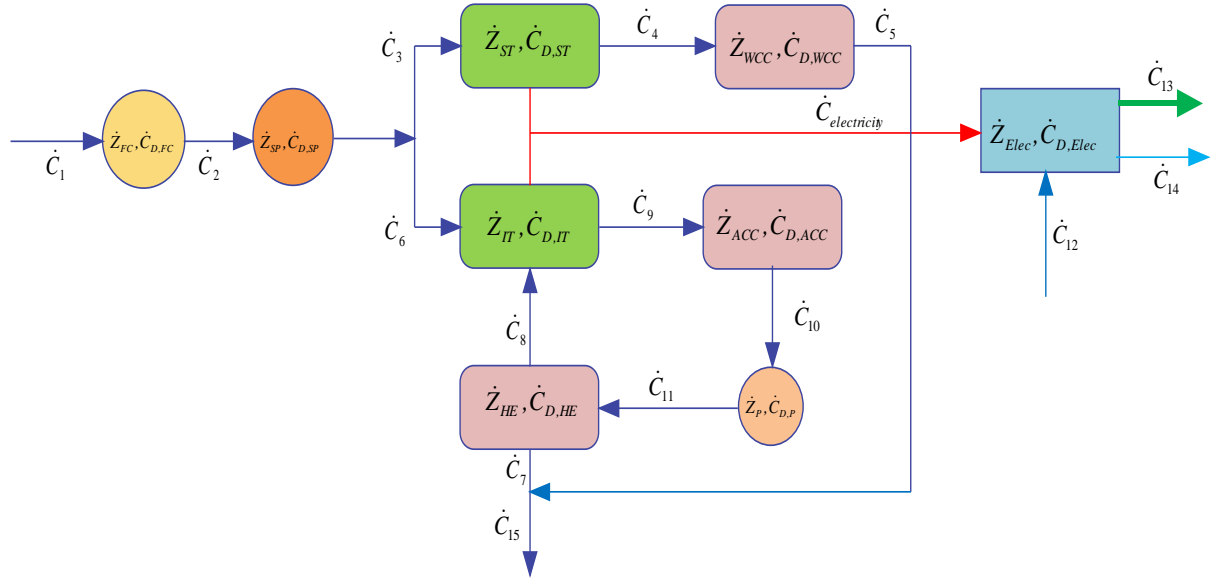 Ċ₃
Ż_ST, Ċ_D,ST
Ċ₄
Ż_WCC, Ċ_D,WCC
Ċ₅
Ċ₁
Ż_FC, Ċ_D,FC
Ċ₂
Ż_SP, Ċ_D,SP
Ċ_electricity
Ż_Elec, Ċ_D,Elec
Ċ₁₃
Ċ₁₄
Ċ₁₂
Ċ₆
Ż_IT, Ċ_D,IT
Ċ₉
Ż_ACC, Ċ_D,ACC
Ċ₈
Ċ₁₀
Ż_HE, Ċ_D,HE
Ċ₁₁
Ż_P, Ċ_D,P
Ċ₇
Ċ₁₅